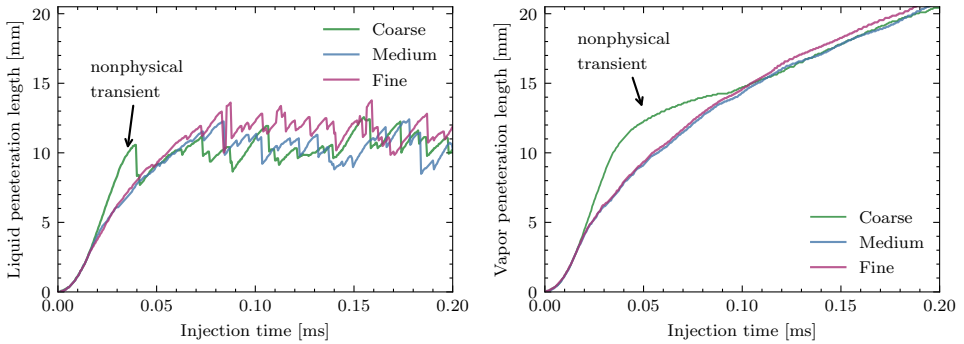 20
15
10
5
0
Liquid peneteration length [mm]
nonphysical
transient
Coarse
Medium
Fine
0.00
0.05
0.10
0.15
0.20
Injection time [ms]
20
15
10
5
0
Vapor peneteration length [mm]
nonphysical
transient
Coarse
Medium
Fine
0.00
0.05
0.10
0.15
0.20
Injection time [ms]